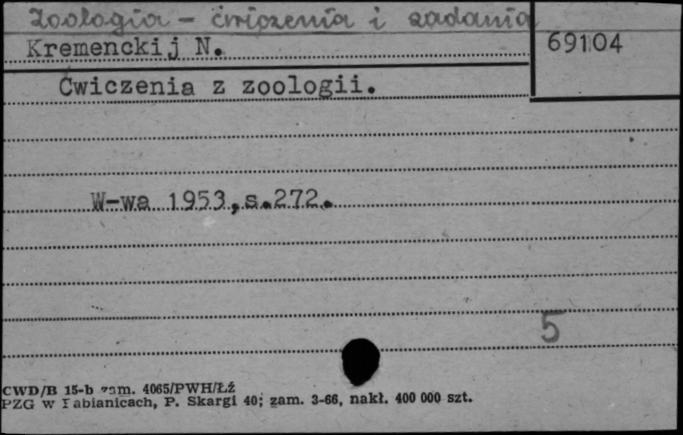 Zoologia - ćwiczenia i zadania
Kremenckij N.
69104
Ćwiczenia z zoologii.
W-wa 1953,s.272.
5
CWD/B 15-b zam. 4065/PWH/ŁŻ
PZG w Pabianicach, P. Skargi 40; zam. 3-66, nakł. 400 000 szt.